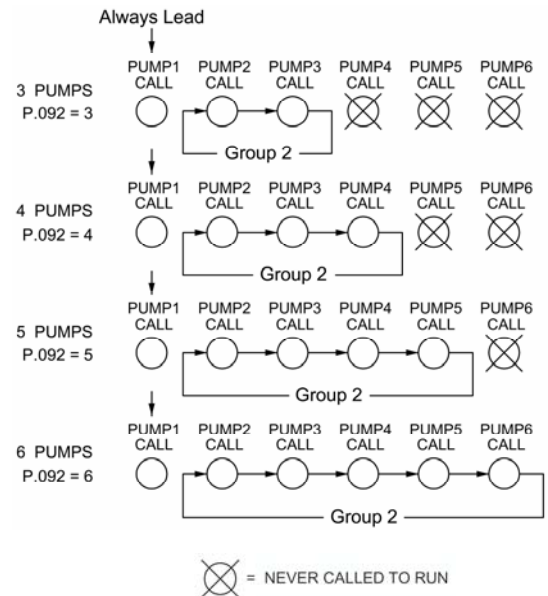 Always Lead
PUMP1 PUMP2 PUMP3 PUMP4 PUMP5 PUMP6
CALL CALL CALL CALL CALL CALL
3 PUMPS
P.092 = 3
Group 2
PUMP1 PUMP2 PUMP3 PUMP4 PUMP5 PUMP6
CALL CALL CALL CALL CALL CALL
4 PUMPS
P.092 = 4
Group 2
PUMP1 PUMP2 PUMP3 PUMP4 PUMP5 PUMP6
CALL CALL CALL CALL CALL CALL
5 PUMPS
P.092 = 5
Group 2
PUMP1 PUMP2 PUMP3 PUMP4 PUMP5 PUMP6
CALL CALL CALL CALL CALL CALL
6 PUMPS
P.092 = 6
Group 2
= NEVER CALLED TO RUN